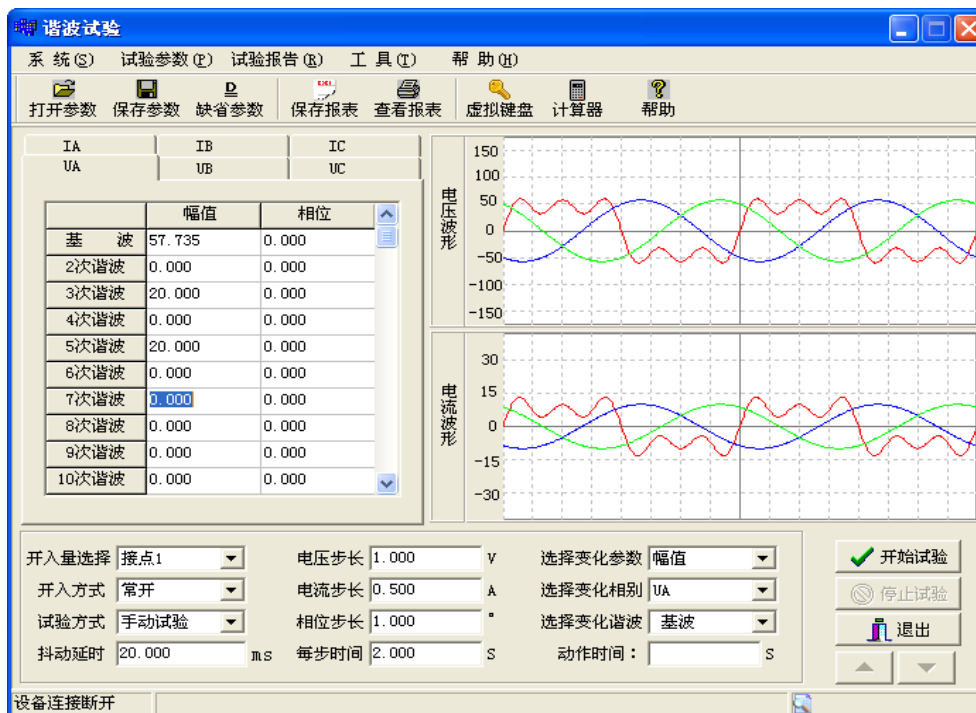 谐波试验
系 统(S) 试验参数(P) 试验报告(R) 工 具(T) 帮 助(H)
打开参数 保存参数 缺省参数 保存报表 查看报表 虚拟键盘 计算器 帮助
IA IB IC
UA UB UC
幅值 相位
基 波 57.735 0.000
2次谐波 0.000 0.000
3次谐波 20.000 0.000
4次谐波 0.000 0.000
5次谐波 20.000 0.000
6次谐波 0.000 0.000
7次谐波 0.000 0.000
8次谐波 0.000 0.000
9次谐波 0.000 0.000
10次谐波 0.000 0.000
电压波形
150
100
50
0
-50
-100
-150
电流波形
30
15
0
-15
-30
开入量选择 接点1 电压步长 1.000 V 选择变化参数 幅值 开始试验
开入方式 常开 电流步长 0.500 A 选择变化相别 UA 停止试验
试验方式 手动试验 相位步长 1.000 ° 选择变化谐波 基波 退出
抖动延时 20.000 ms 每步时间 2.000 S 动作时间： S
设备连接断开